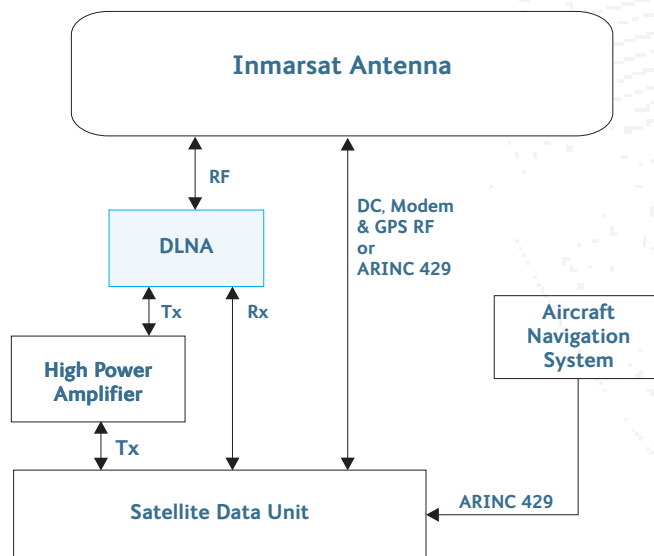 Inmarsat Antenna
RF
DC, Modem
& GPS RF
or
ARINC 429
DLNA
Tx
Rx
Aircraft
Navigation
System
High Power
Amplifier
Tx
ARINC 429
Satellite Data Unit